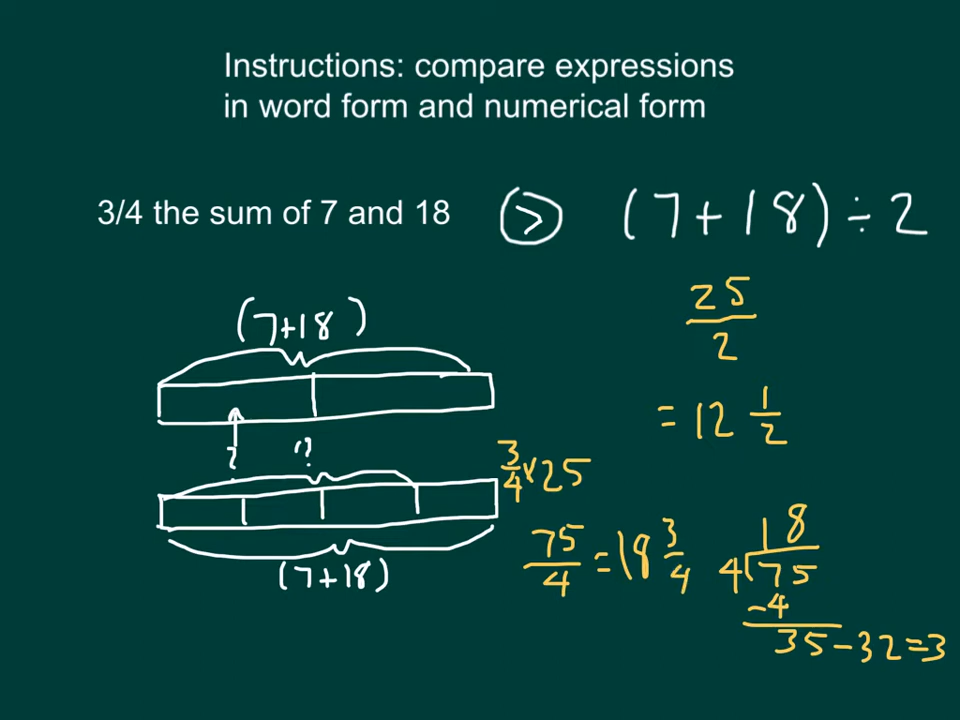 Instructions: compare expressions
in word form and numerical form
3/4 the sum of 7 and 18 > (7+18)÷2
(7+18)
?
?
(7+18)
25
2
= 12 1/2
3/4 x 25
75/4 = 18 3/4
18
4 75
-4
35-32=3